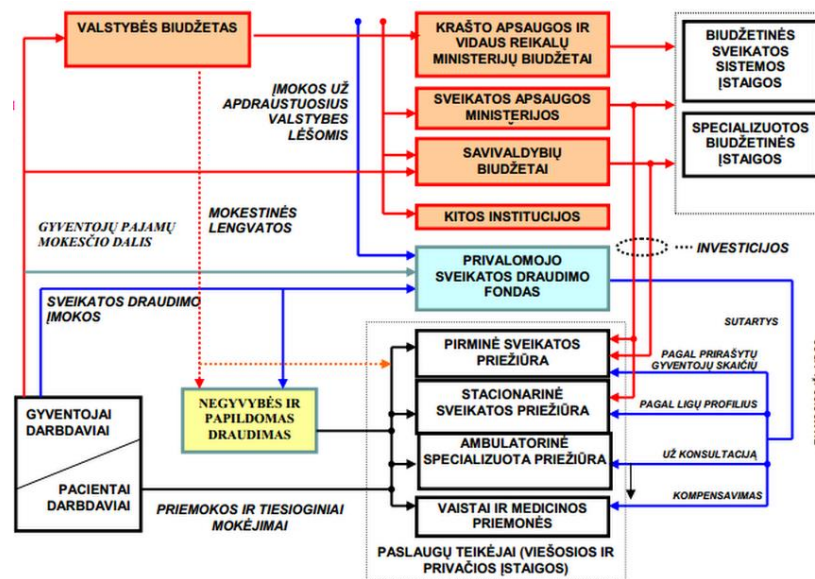 VALSTYBĖS BIUDŽETAS
KRAŠTO APSAUGOS IR
VIDAUS REIKALŲ
MINISTERIJŲ BIUDŽETAI
BIUDŽETINĖS
SVEIKATOS
SISTEMOS
ĮSTAIGOS
ĮMOKOS UŽ
APDRAUSTUOSIUS
VALSTYBES
LĖŠOMIS
SVEIKATOS APSAUGOS
MINISTERIJOS
SPECIALIZUOTOS
BIUDŽETINĖS
ĮSTAIGOS
SAVIVALDYBIŲ
BIUDŽETAI
KITOS INSTITUCIJOS
GYVENTOJŲ PAJAMŲ
MOKESČIO DALIS
MOKESTINĖS
LENGVATOS
INVESTICIJOS
PRIVALOMOJO
SVEIKATOS DRAUDIMO
FONDAS
SVEIKATOS DRAUDIMO
ĮMOKOS
SUTARTYS
PIRMINĖ SVEIKATOS
PRIEŽIŪRA
PAGAL PRIRAŠYTŲ
GYVENTOJŲ SKAIČIŲ
STACIONARINĖ
SVEIKATOS PRIEŽIŪRA
PAGAL LIGŲ PROFILIUS
NEGYVYBĖS IR
PAPILDOMAS
DRAUDIMAS
GYVENTOJAI
DARBDAVIAI
PACIENTAI
DARBDAVIAI
AMBULATORINĖ
SPECIALIZUOTA PRIEŽIŪRA
UŽ KONSULTACIJĄ
KOMPENSAVIMAS
PRIEMOKOS IR TIESIOGINIAI
MOKĖJIMAI
VAISTAI IR MEDICINOS
PRIEMONĖS
PASLAUGŲ TEIKĖJAI (VIEŠOSIOS IR
PRIVAČIOS ĮSTAIGOS)